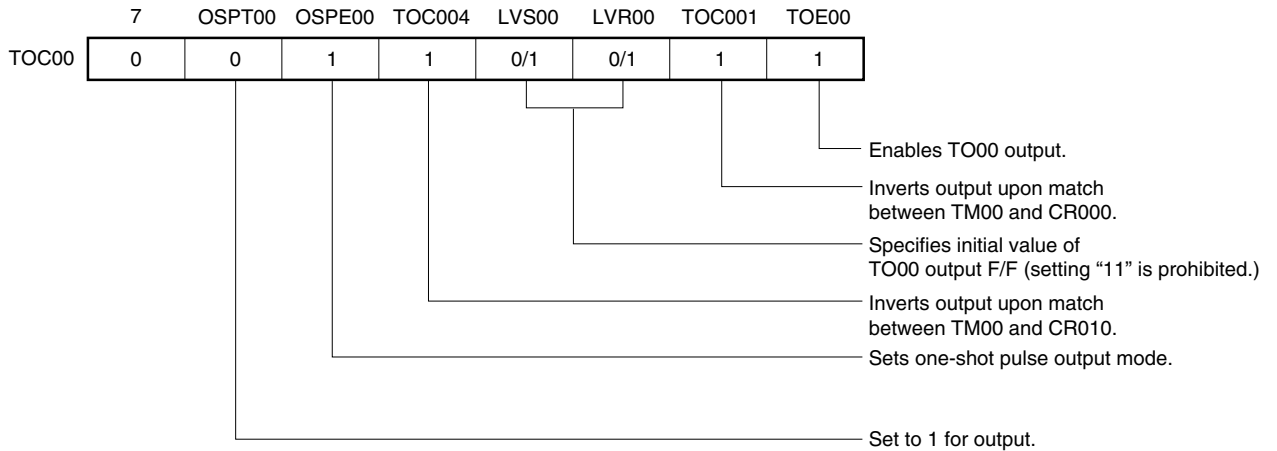 7 OSPT00 OSPE00 TOC004 LVS00 LVR00 TOC001 TOE00
TOC00 0 0 1 1 0/1 0/1 1 1
Enables TO00 output.
Inverts output upon match
between TM00 and CR000.
Specifies initial value of
TO00 output F/F (setting “11” is prohibited.)
Inverts output upon match
between TM00 and CR010.
Sets one-shot pulse output mode.
Set to 1 for output.